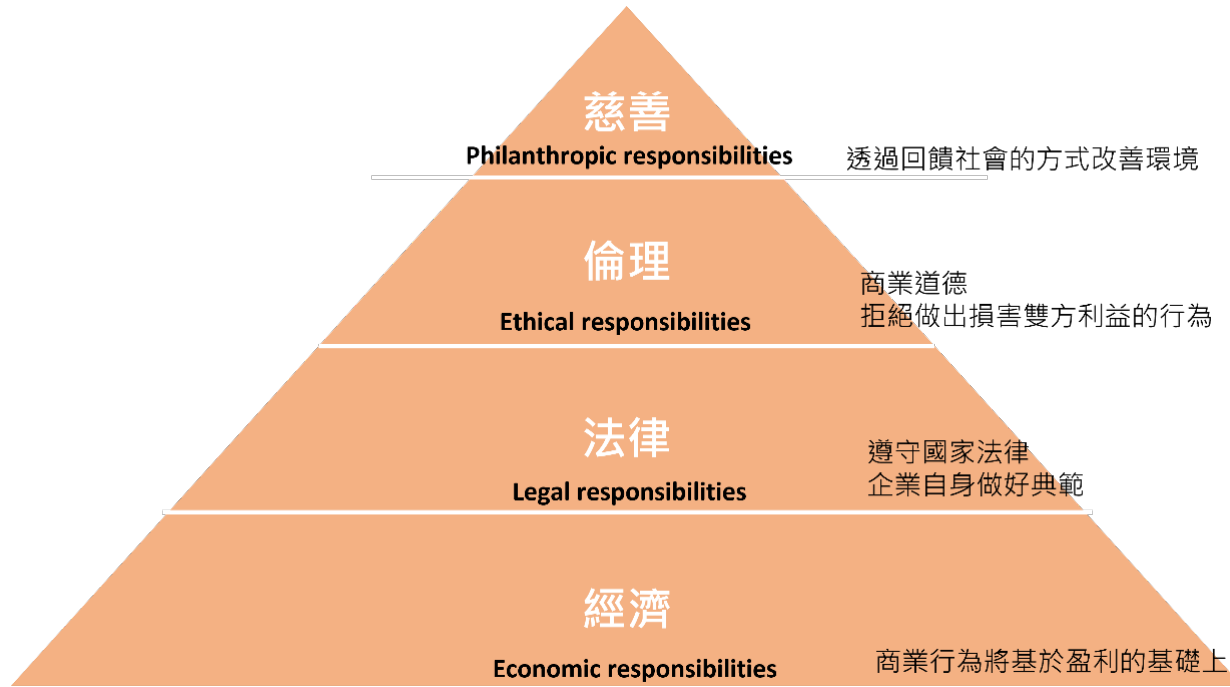 慈善
Philanthropic responsibilities
透過回饋社會的方式改善環境
倫理
Ethical responsibilities
商業道德
拒絕做出損害雙方利益的行為
法律
Legal responsibilities
遵守國家法律
企業自身做好典範
經濟
Economic responsibilities
商業行為將基於盈利的基礎上